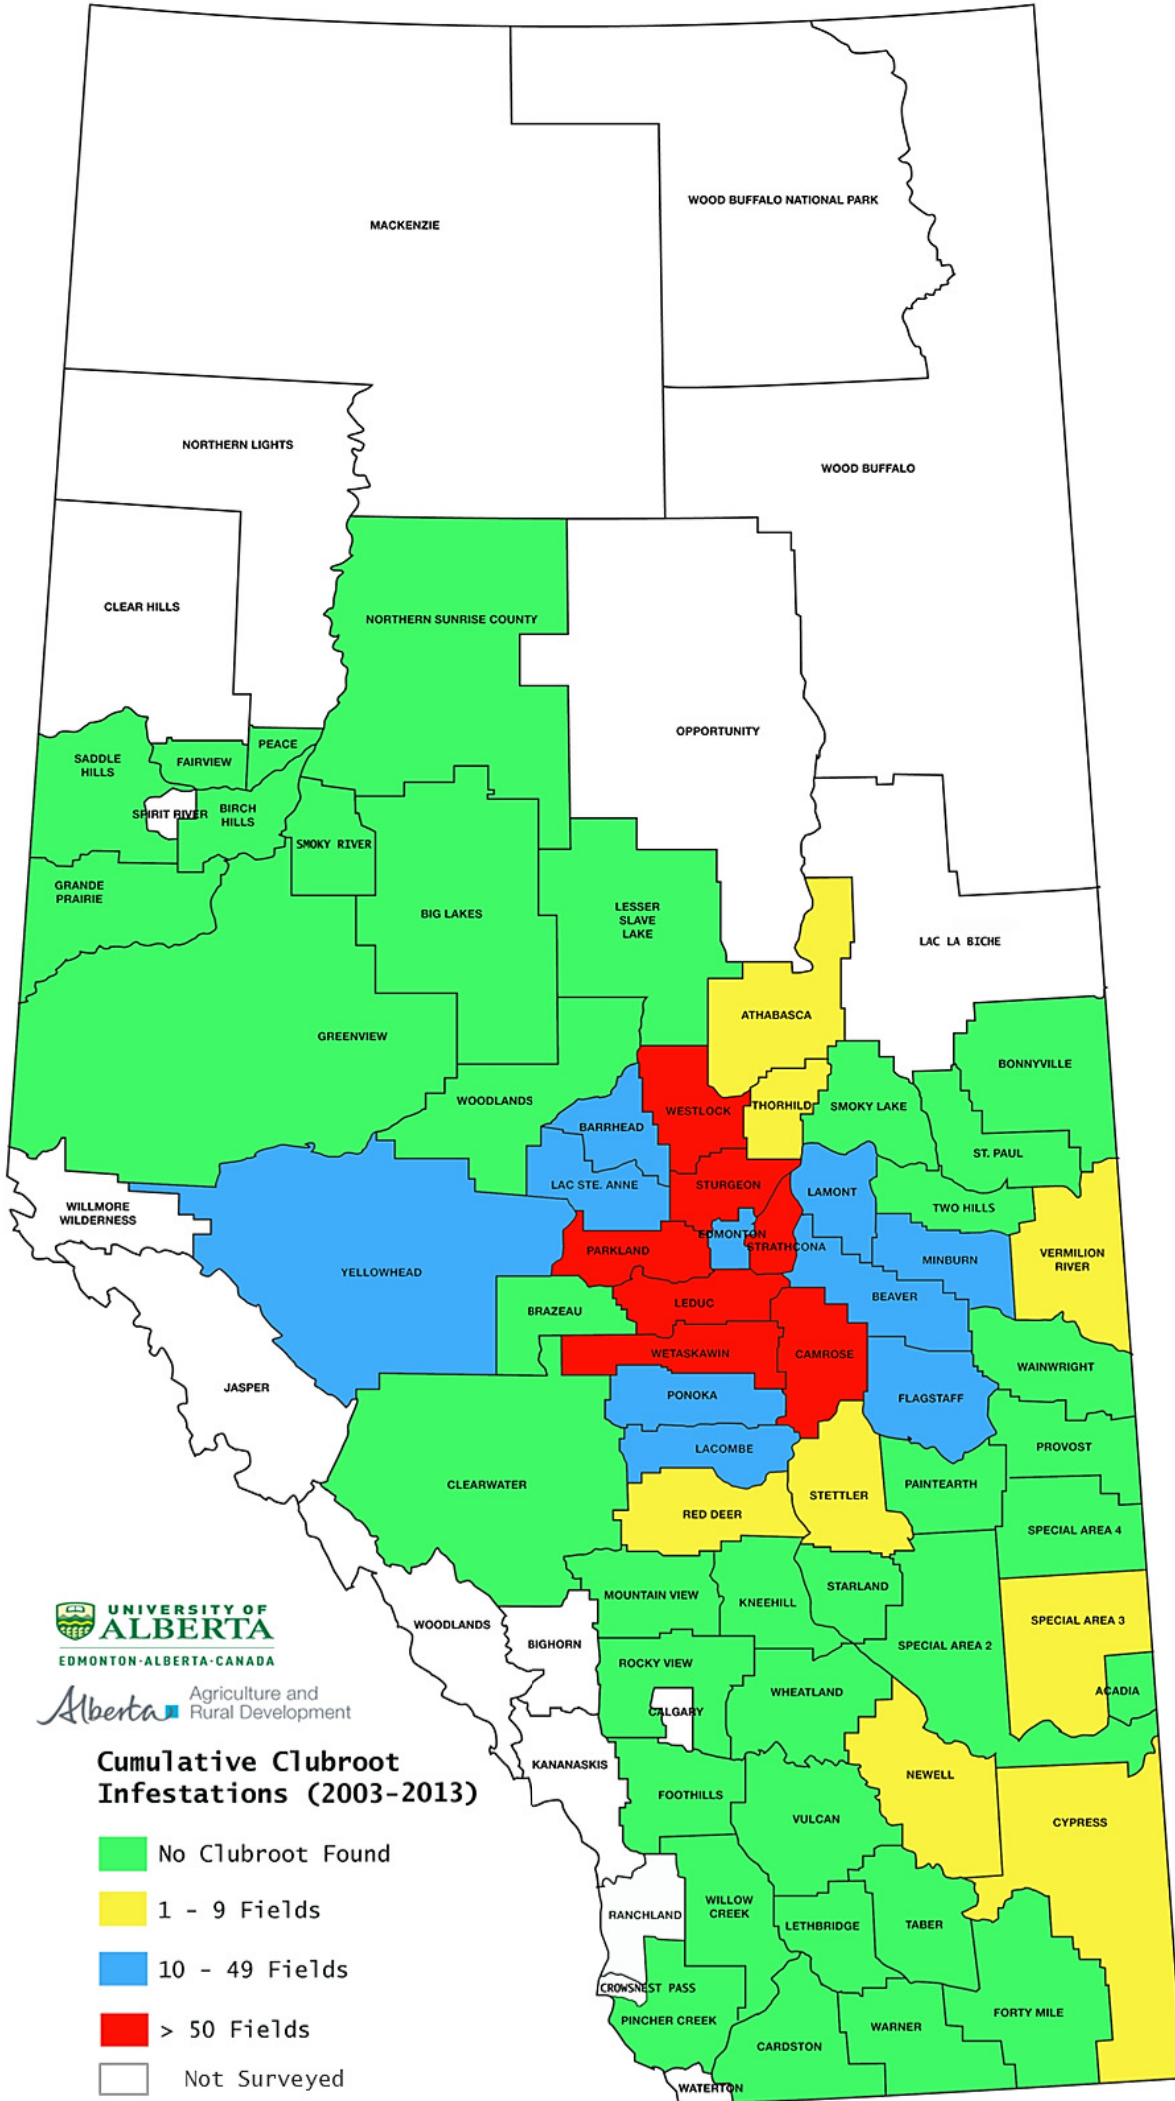 MACKENZIE
WOOD BUFFALO NATIONAL PARK
NORTHERN LIGHTS
WOOD BUFFALO
CLEAR HILLS
NORTHERN SUNRISE COUNTY
OPPORTUNITY
PEACE
SADDLE
HILLS
FAIRVIEW
SPIRIT RIVER
BIRCH
HILLS
SMOKY RIVER
GRANDE
PRAIRIE
BIG LAKES
LESSER
SLAVE
LAKE
LAC LA BICHE
ATHABASCA
GREENVIEW
BONNYVILLE
WOODLANDS
WESTLOCK
THORHILD
SMOKY LAKE
BARRHEAD
ST. PAUL
LAC STE. ANNE
STURGEON
LAMONT
TWO HILLS
WILLMORE
WILDERNESS
EDMONTON
STRATHCONA
PARKLAND
MINBURN
VERMILION
RIVER
YELLOWHEAD
BRAZEAU
LEDUC
BEAVER
WETASKAWIN
CAMROSE
WAINWRIGHT
JASPER
PONOKA
FLAGSTAFF
LACOMBE
PROVOST
CLEARWATER
PAINTEARTH
STETTLER
RED DEER
SPECIAL AREA 4
MOUNTAIN VIEW
KNEEHILL
STARLAND
WOODLANDS
BIGHORN
SPECIAL AREA 2
SPECIAL AREA 3
ROCKY VIEW
WHEATLAND
ACADIA
CALGARY
KANANASKIS
NEWELL
FOOTHILLS
VULCAN
CYPRESS
RANCHLAND
WILLOW
CREEK
LETHBRIDGE
TABER
CROWSNEST PASS
PINCHER CREEK
WARNER
FORTY MILE
CARDSTON
WATERTON
UNIVERSITY OF
ALBERTA
EDMONTON·ALBERTA·CANADA
Alberta
Agriculture and
Rural Development
Cumulative Clubroot
Infestations (2003-2013)
No Clubroot Found
1 - 9 Fields
10 - 49 Fields
> 50 Fields
Not Surveyed